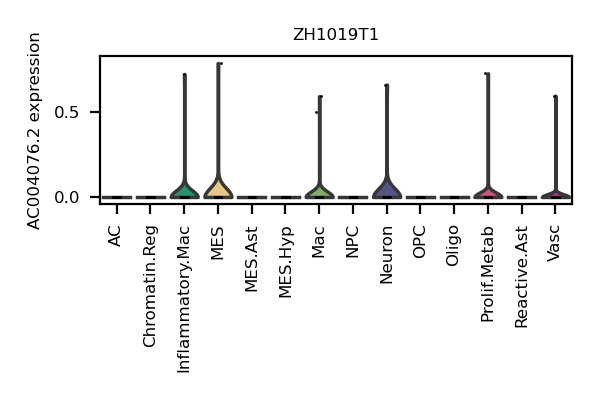 ZH1019T1
AC004076.2 expression
0.5
0.0
AC
Chromatin.Reg
Inflammatory.Mac
MES
MES.Ast
MES.Hyp
Mac
NPC
Neuron
OPC
Oligo
Prolif.Metab
Reactive.Ast
Vasc